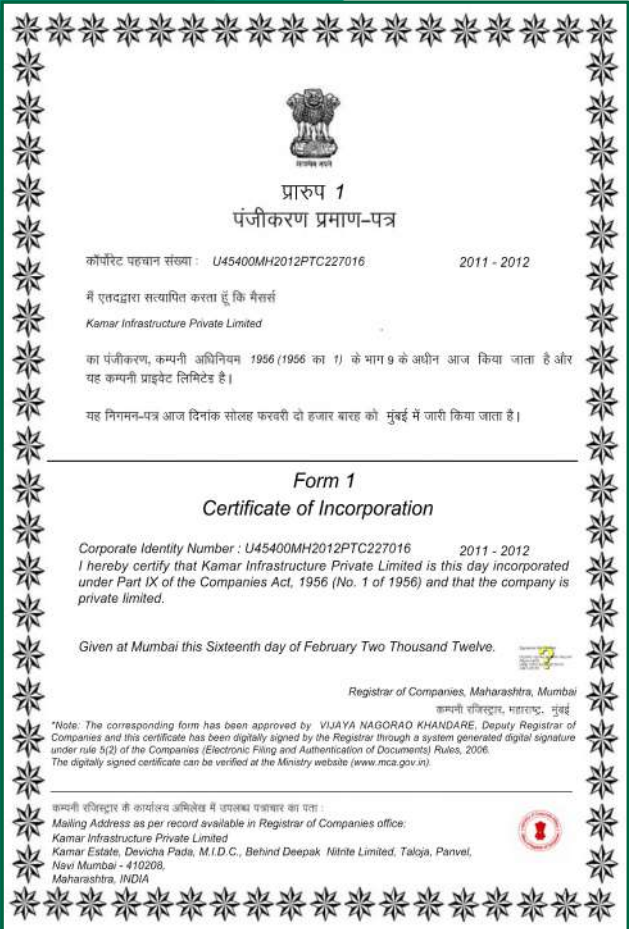 सत्यमेव जयते
प्रारुप 1
पंजीकरण प्रमाण-पत्र
कॉर्पोरेट पहचान संख्या : U45400MH2012PTC227016 2011 - 2012
मैं एतदद्वारा सत्यापित करता हूँ कि मैसर्स
Kamar Infrastructure Private Limited
का पंजीकरण, कम्पनी अधिनियम 1956 (1956 का 1) के भाग 9 के अधीन आज किया जाता है और
यह कम्पनी प्राइवेट लिमिटेड है।
यह निगमन-पत्र आज दिनांक सोलह फरवरी दो हजार बारह को मुंबई में जारी किया जाता है।
Form 1
Certificate of Incorporation
Corporate Identity Number : U45400MH2012PTC227016 2011 - 2012
I hereby certify that Kamar Infrastructure Private Limited is this day incorporated
under Part IX of the Companies Act, 1956 (No. 1 of 1956) and that the company is
private limited.
Given at Mumbai this Sixteenth day of February Two Thousand Twelve.
Registrar of Companies, Maharashtra, Mumbai
कम्पनी रजिस्ट्रार, महाराष्ट्र, मुंबई
*Note: The corresponding form has been approved by VIJAYA NAGORAO KHANDARE, Deputy Registrar of
Companies and this certificate has been digitally signed by the Registrar through a system generated digital signature
under rule 5(2) of the Companies (Electronic Filing and Authentication of Documents) Rules, 2006.
The digitally signed certificate can be verified at the Ministry website (www.mca.gov.in).
कम्पनी रजिस्ट्रार के कार्यालय अभिलेख में उपलब्ध पत्राचार का पता :
Mailing Address as per record available in Registrar of Companies office:
Kamar Infrastructure Private Limited
Kamar Estate, Devicha Pada, M.I.D.C., Behind Deepak Nitrite Limited, Taloja, Panvel,
Navi Mumbai - 410208,
Maharashtra, INDIA